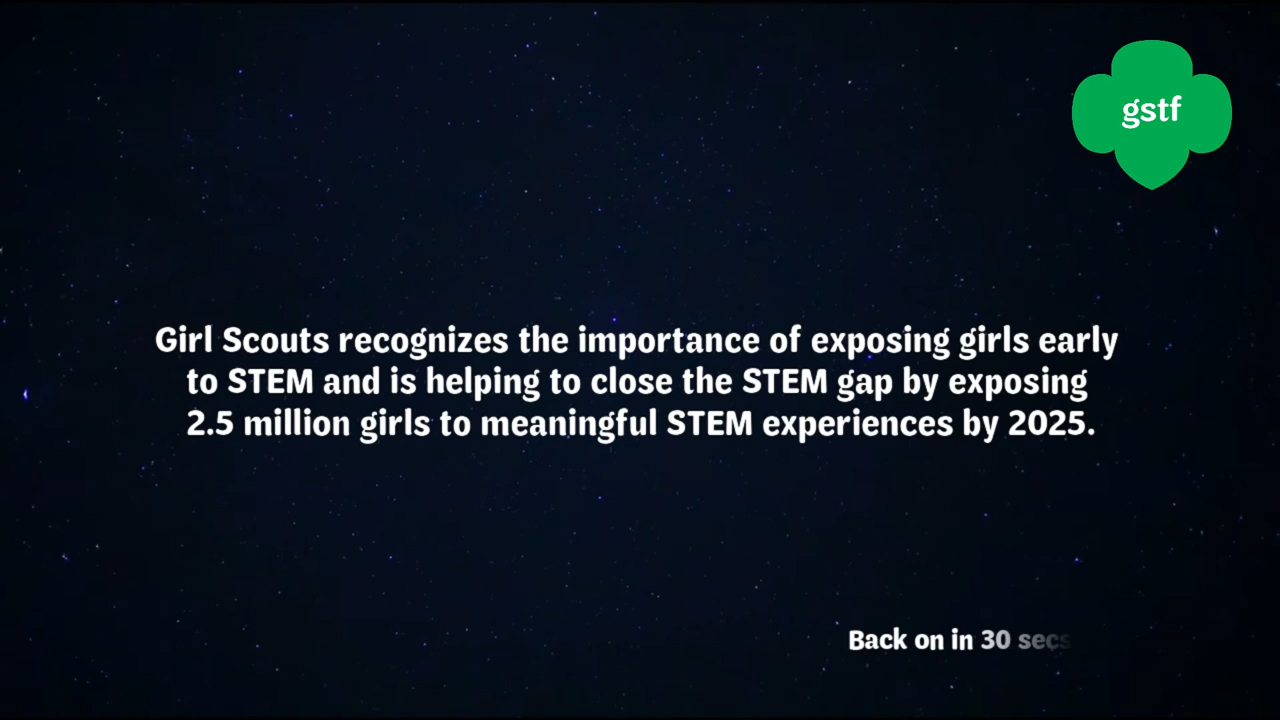 gstf
Girl Scouts recognizes the importance of exposing girls early
to STEM and is helping to close the STEM gap by exposing
2.5 million girls to meaningful STEM experiences by 2025.
Back on in 30 secs